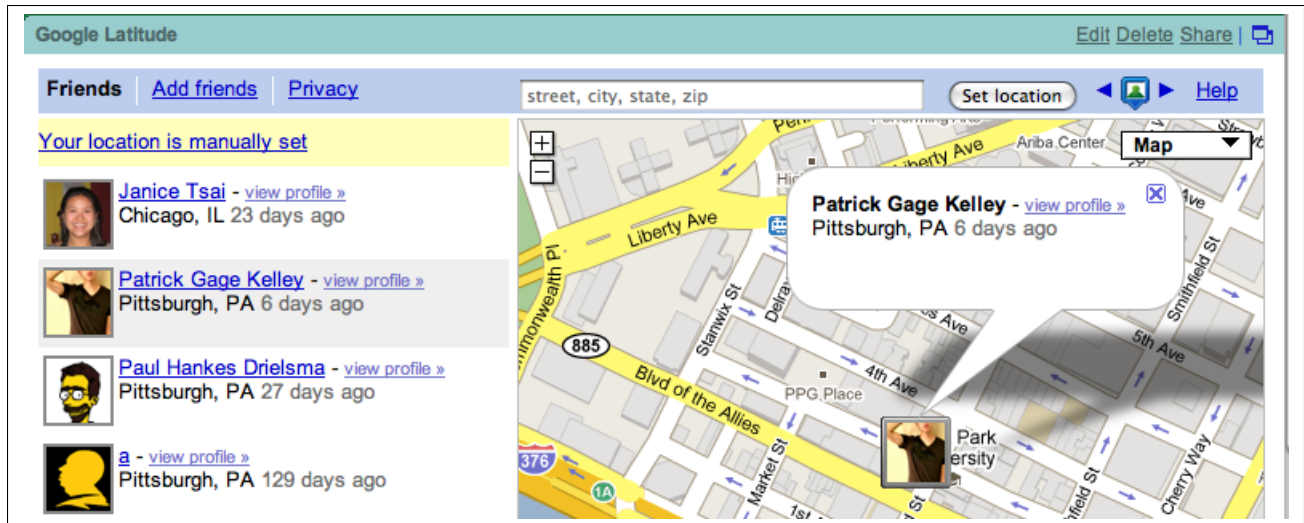 Google Latitude
Edit Delete Share |
Friends Add friends Privacy
street, city, state, zip
Set location
Help
Your location is manually set
Janice Tsai - view profile »
Chicago, IL 23 days ago
Patrick Gage Kelley - view profile »
Pittsburgh, PA 6 days ago
Paul Hankes Drielsma - view profile »
Pittsburgh, PA 27 days ago
a - view profile »
Pittsburgh, PA 129 days ago
+
−
Map
Ariba Center
Liberty Ave
Patrick Gage Kelley - view profile »
Pittsburgh, PA 6 days ago
Liberty Ave
Stanwix St
Smithfield St
885
5th Ave
4th Ave
Blvd of the Allies
PPG Place
Park
376
1A
Market St
Cherry Way